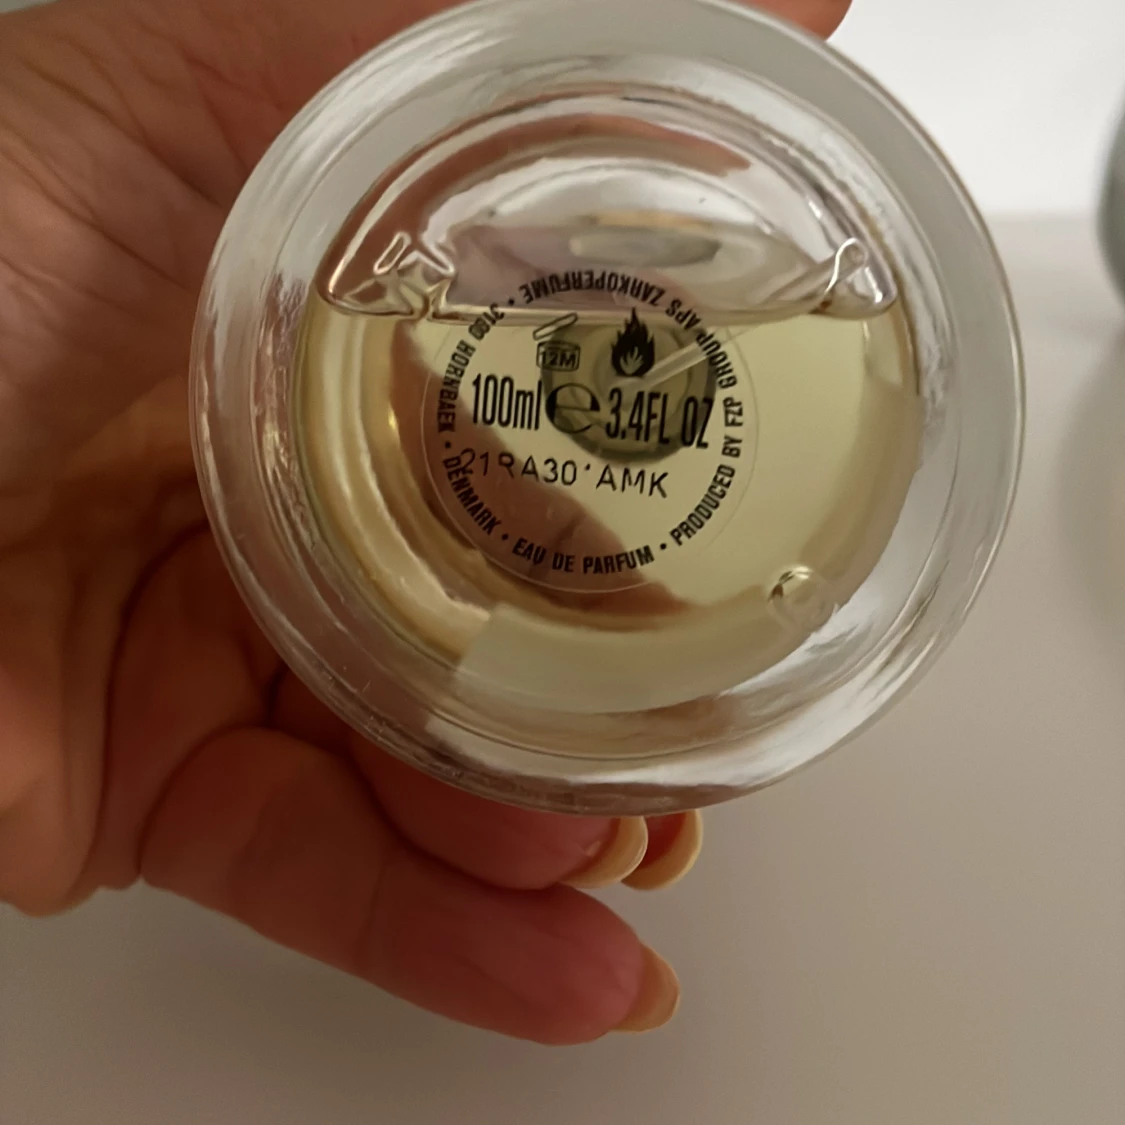 12M
100ml e 3.4FL OZ
21RA30*AMK
PRODUCED BY FZP GROUP APS ZARKOPERFUME • 3100 HORNBAEK • DENMARK • EAU DE PARFUM •